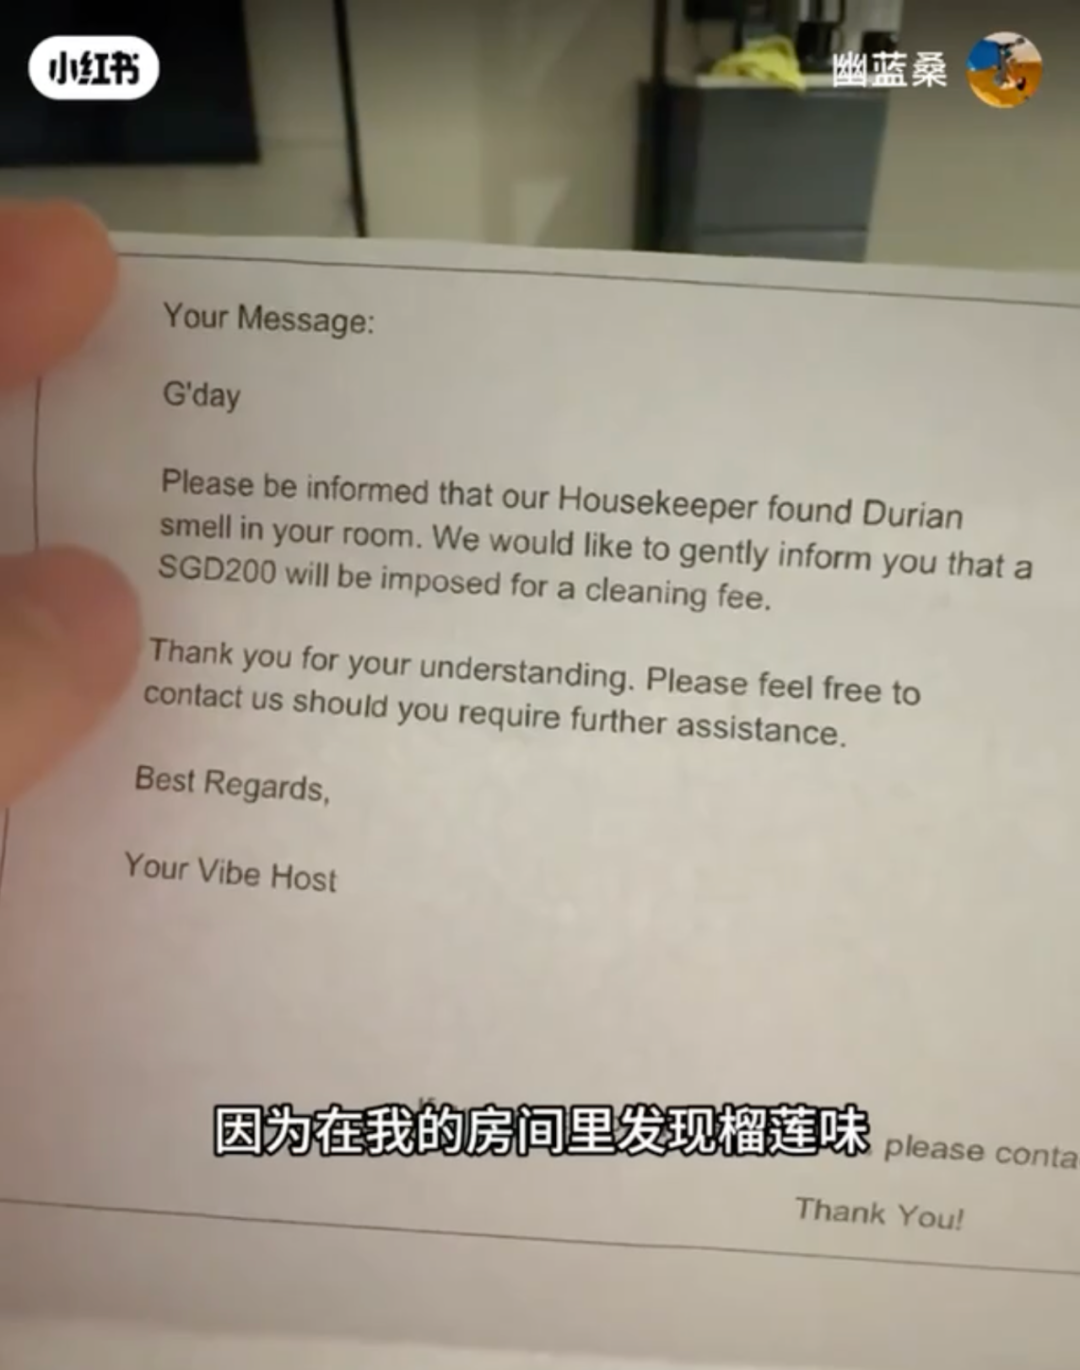 小红书
幽蓝桑
Your Message:
G'day
Please be informed that our Housekeeper found Durian
smell in your room. We would like to gently inform you that a
SGD200 will be imposed for a cleaning fee.
Thank you for your understanding. Please feel free to
contact us should you require further assistance.
Best Regards,
Your Vibe Host
因为在我的房间里发现榴莲味
please conta
Thank You!